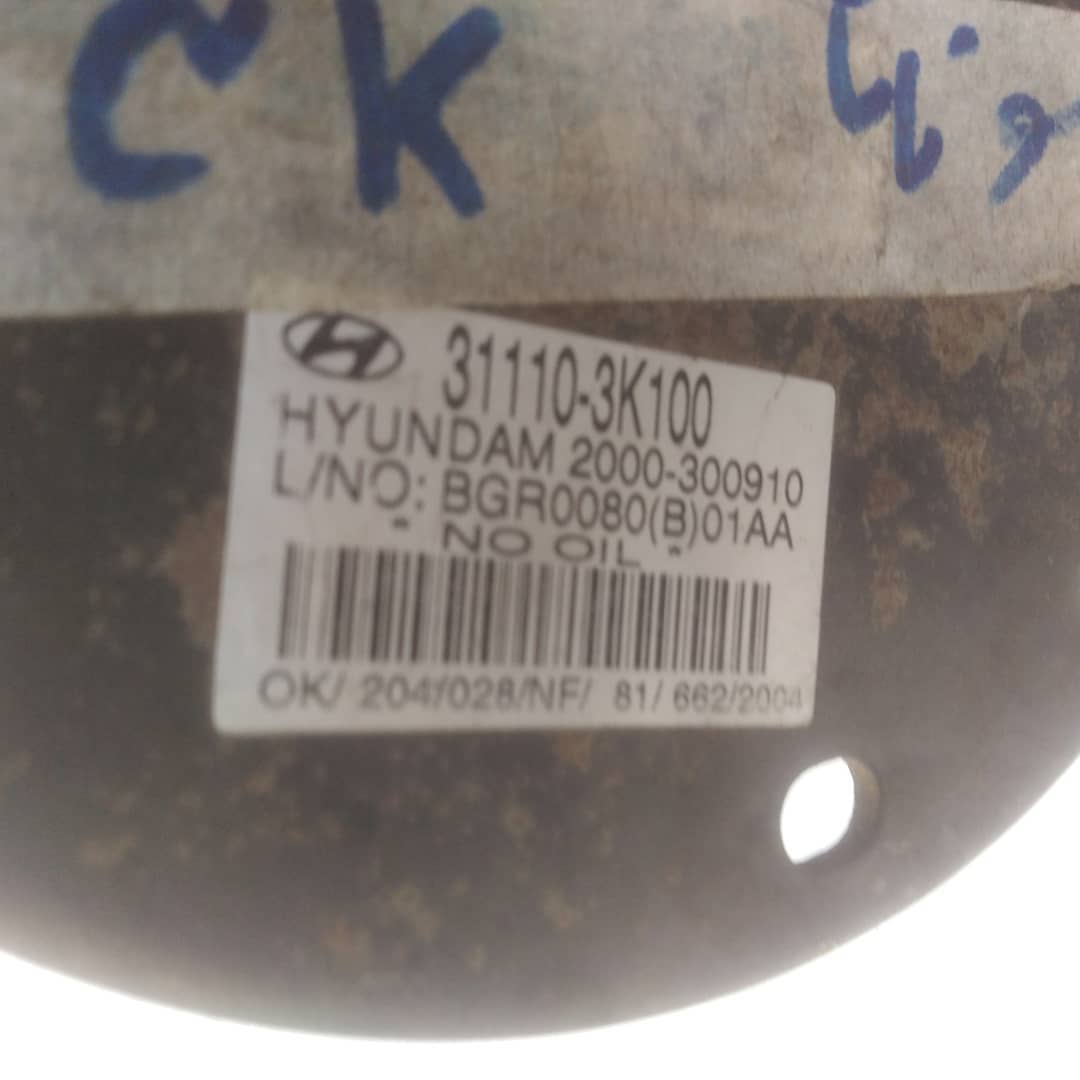 CK
31110-3K100
HYUNDAM 2000-300910
L/NO: BGR0080(B)01AA
* NO OIL *
OK/ 204/028/NF/ 81/ 662/2004